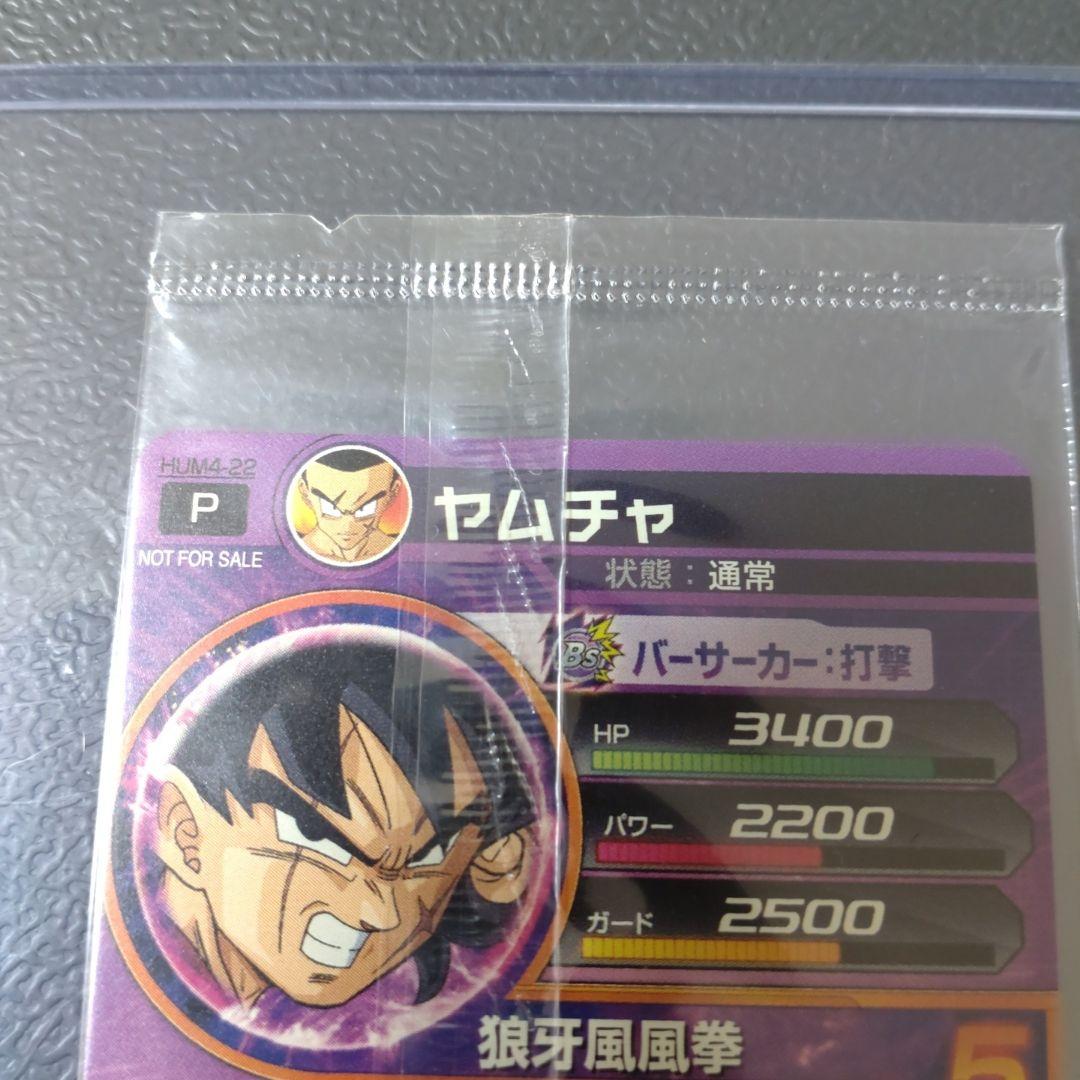 HUM4-22
P
NOT FOR SALE
ヤムチャ
状態：通常
Bs バーサーカー：打撃
HP 3400
パワー 2200
ガード 2500
狼牙風風拳
5